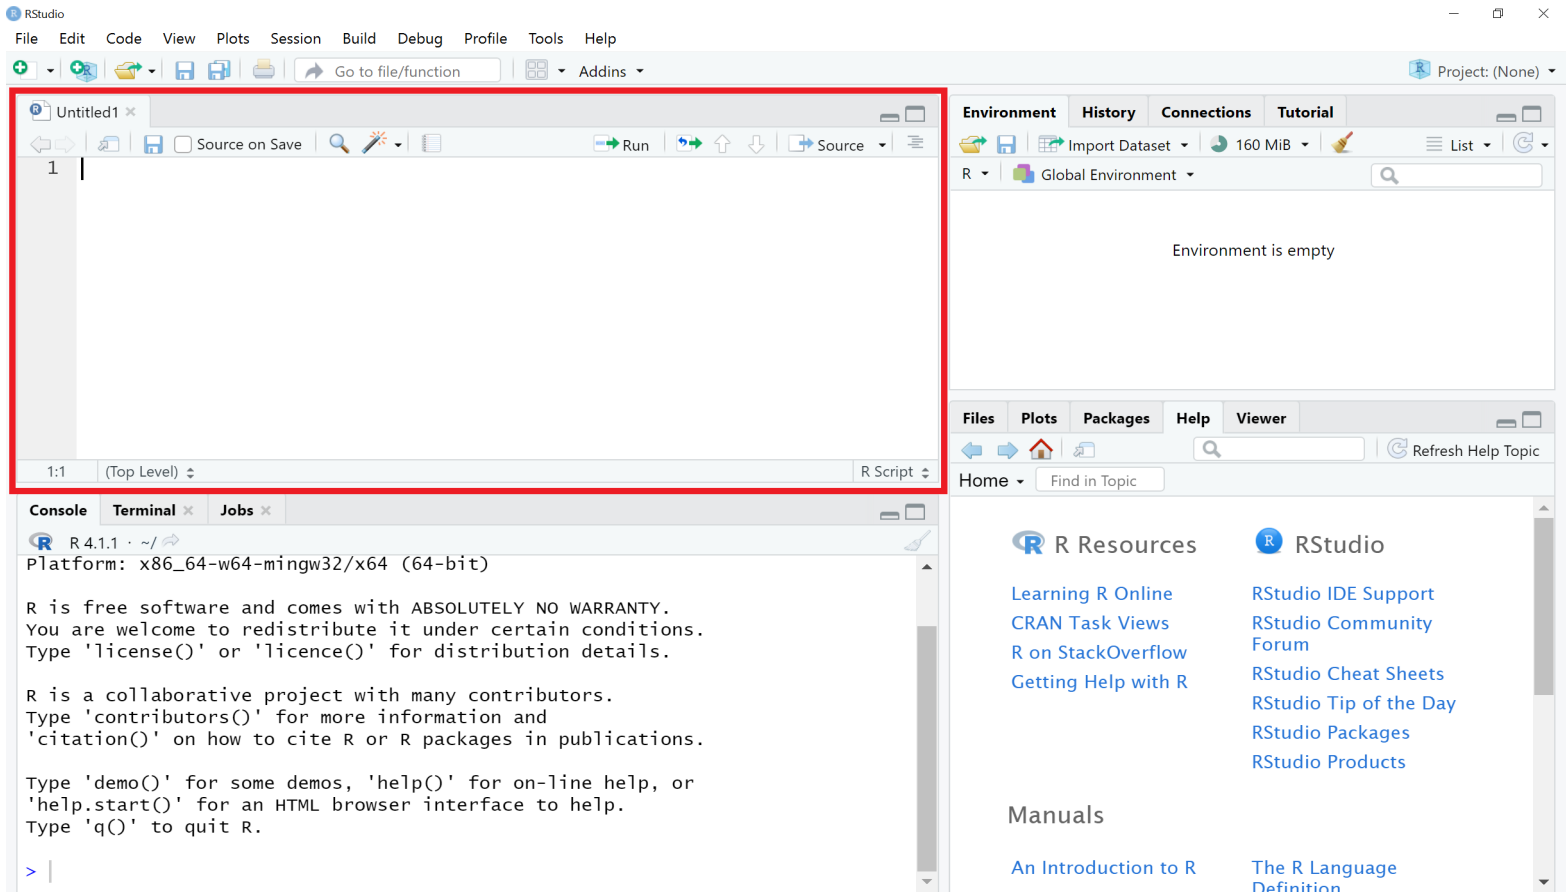 RStudio
File Edit Code View Plots Session Build Debug Profile Tools Help
Go to file/function Addins Project: (None)
Untitled1
Source on Save Run Source
1
1:1 (Top Level) R Script
Console Terminal Jobs
R 4.1.1 · ~/
Platform: x86_64-w64-mingw32/x64 (64-bit)
R is free software and comes with ABSOLUTELY NO WARRANTY.
You are welcome to redistribute it under certain conditions.
Type 'license()' or 'licence()' for distribution details.
R is a collaborative project with many contributors.
Type 'contributors()' for more information and
'citation()' on how to cite R or R packages in publications.
Type 'demo()' for some demos, 'help()' for on-line help, or
'help.start()' for an HTML browser interface to help.
Type 'q()' to quit R.
>
Environment History Connections Tutorial
Import Dataset 160 MiB List
R Global Environment
Environment is empty
Files Plots Packages Help Viewer
Refresh Help Topic
Home Find in Topic
R Resources
Learning R Online
CRAN Task Views
R on StackOverflow
Getting Help with R
RStudio
RStudio IDE Support
RStudio Community
Forum
RStudio Cheat Sheets
RStudio Tip of the Day
RStudio Packages
RStudio Products
Manuals
An Introduction to R
The R Language
Definition